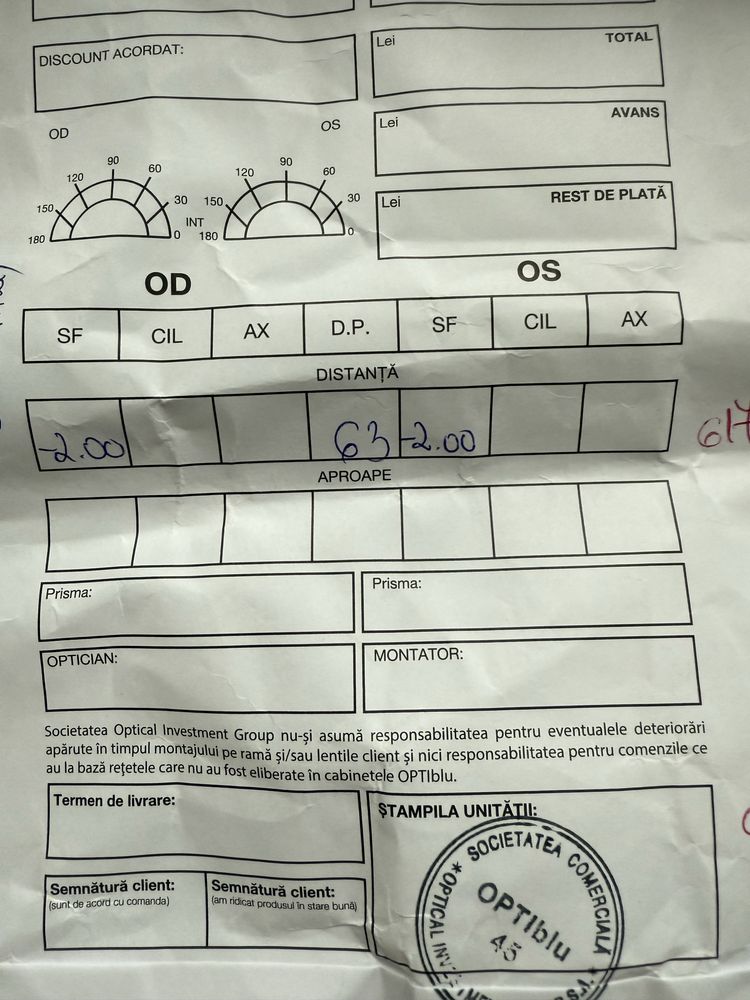 DISCOUNT ACORDAT:
Lei TOTAL
Lei AVANS
Lei REST DE PLATĂ
OD OS
180 150 120 90 60 30 0
INT
180 150 120 90 60 30 0
OD OS
SF CIL AX D.P. SF CIL AX
DISTANȚĂ
-2.00 63 -2.00
617
APROAPE
Prisma: Prisma:
OPTICIAN: MONTATOR:
Societatea Optical Investment Group nu-și asumă responsabilitatea pentru eventualele deteriorări
apărute în timpul montajului pe ramă și/sau lentile client și nici responsabilitatea pentru comenzile ce
au la bază rețetele care nu au fost eliberate în cabinetele OPTIblu.
Termen de livrare:
ȘTAMPILA UNITĂȚII:
Semnătură client:
(sunt de acord cu comanda)
Semnătură client:
(am ridicat produsul în stare bună)
* SOCIETATEA COMERCIALĂ *
OPTICAL
OPTIblu
45